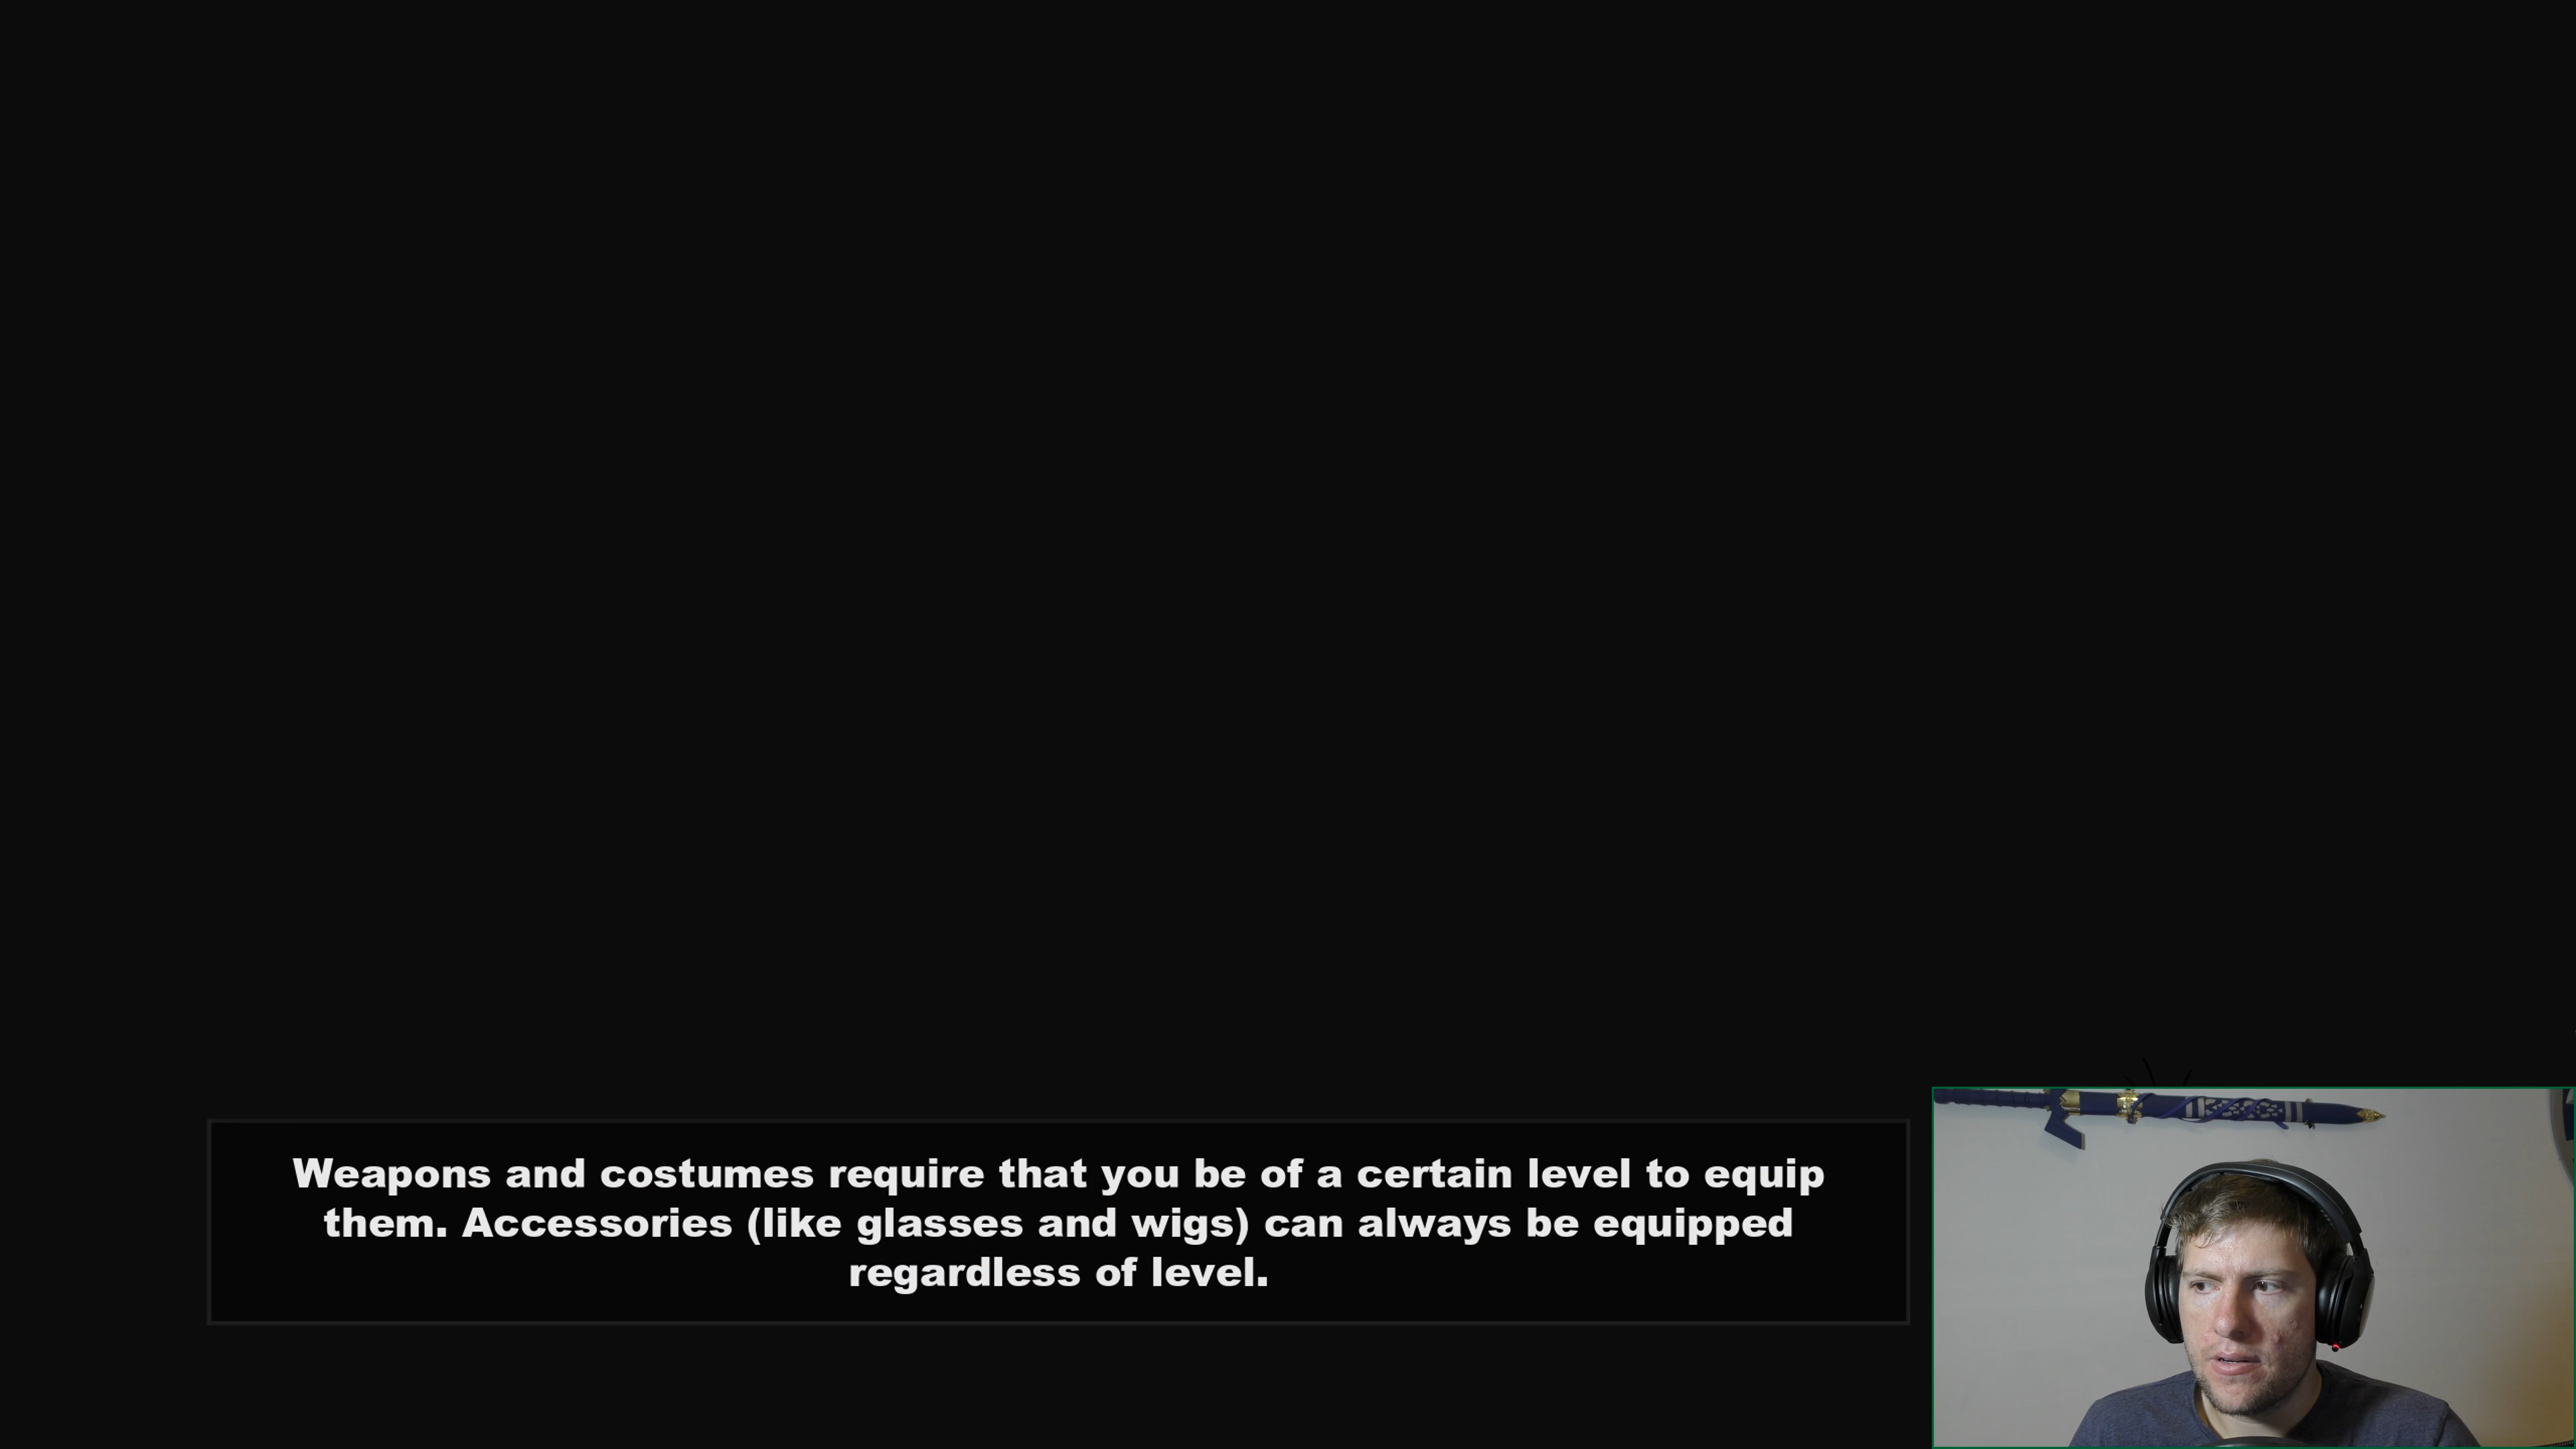 Weapons and costumes require that you be of a certain level to equip
them. Accessories (like glasses and wigs) can always be equipped
regardless of level.